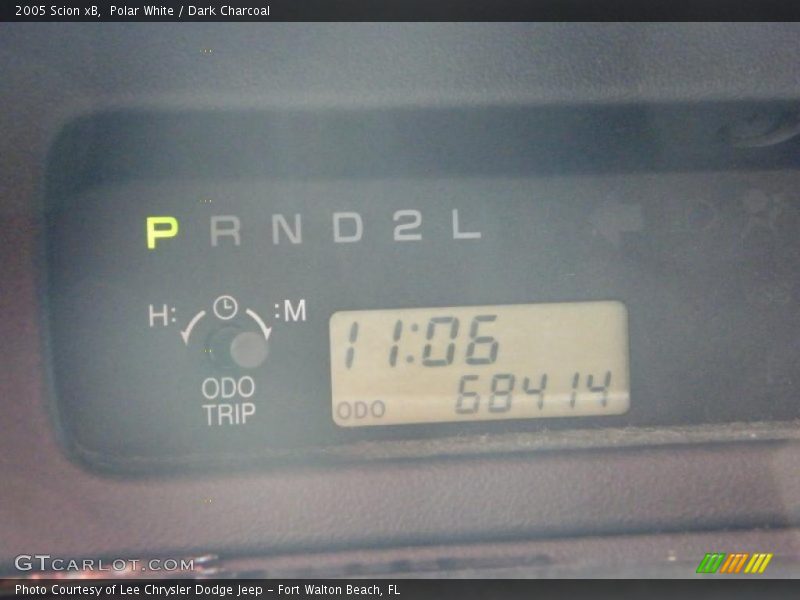 2005 Scion xB, Polar White / Dark Charcoal
P R N D 2 L
H: :M
ODO
TRIP
11:06
ODO 68414
GTCARLOT.COM
Photo Courtesy of Lee Chrysler Dodge Jeep - Fort Walton Beach, FL